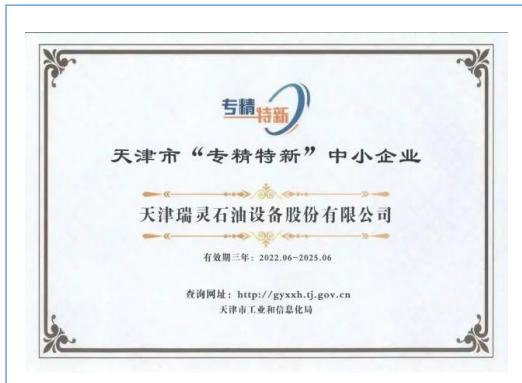 专精特新
天津市“专精特新”中小企业
天津瑞灵石油设备股份有限公司
有效期三年：2022.06-2025.06
查询网址：http://gyxxh.tj.gov.cn
天津市工业和信息化局